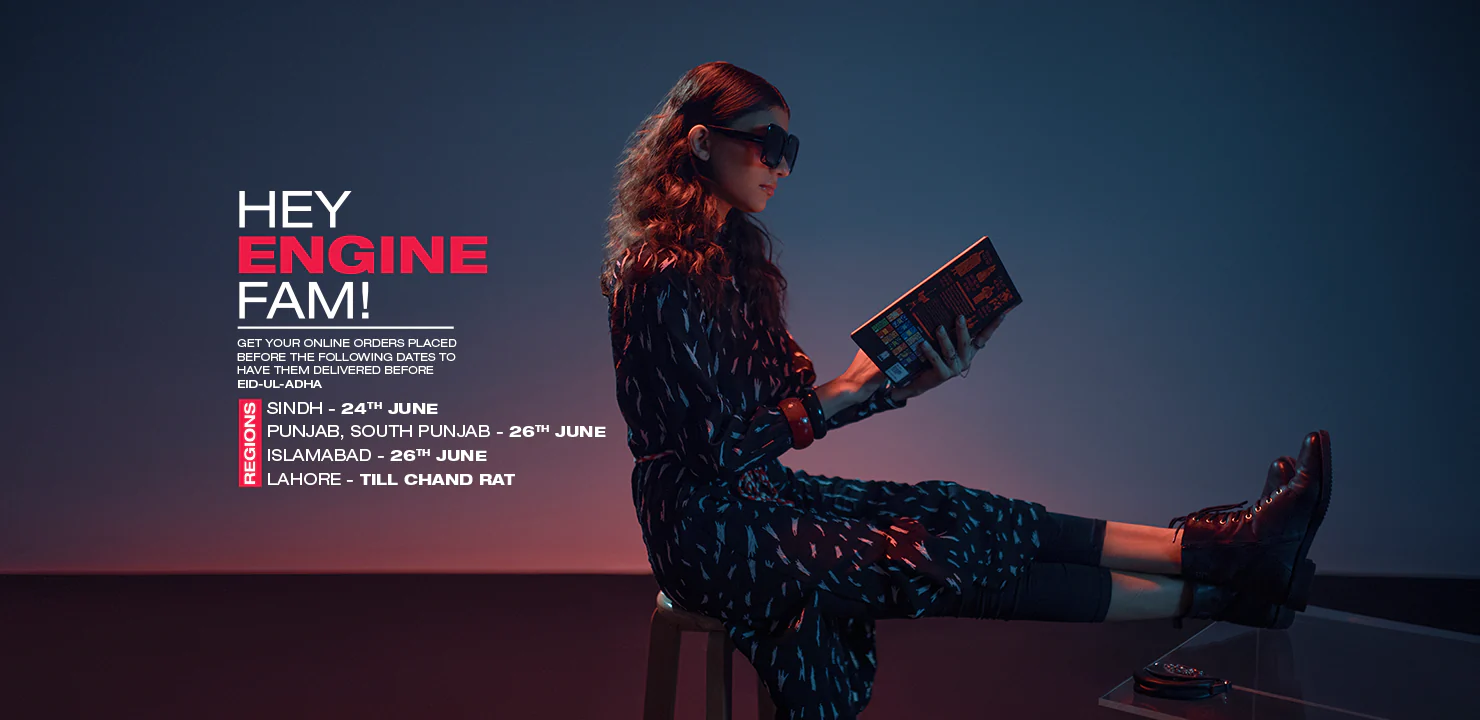 HEY
ENGINE
FAM!
GET YOUR ONLINE ORDERS PLACED
BEFORE THE FOLLOWING DATES TO
HAVE THEM DELIVERED BEFORE
EID-UL-ADHA
REGIONS
SINDH - 24TH JUNE
PUNJAB, SOUTH PUNJAB - 26TH JUNE
ISLAMABAD - 26TH JUNE
LAHORE - TILL CHAND RAT